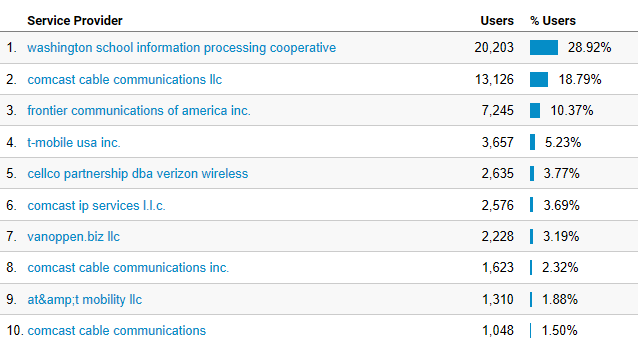 Service Provider Users % Users
1. washington school information processing cooperative 20,203 28.92%
2. comcast cable communications llc 13,126 18.79%
3. frontier communications of america inc. 7,245 10.37%
4. t-mobile usa inc. 3,657 5.23%
5. cellco partnership dba verizon wireless 2,635 3.77%
6. comcast ip services l.l.c. 2,576 3.69%
7. vanoppen.biz llc 2,228 3.19%
8. comcast cable communications inc. 1,623 2.32%
9. at&amp;t mobility llc 1,310 1.88%
10. comcast cable communications 1,048 1.50%